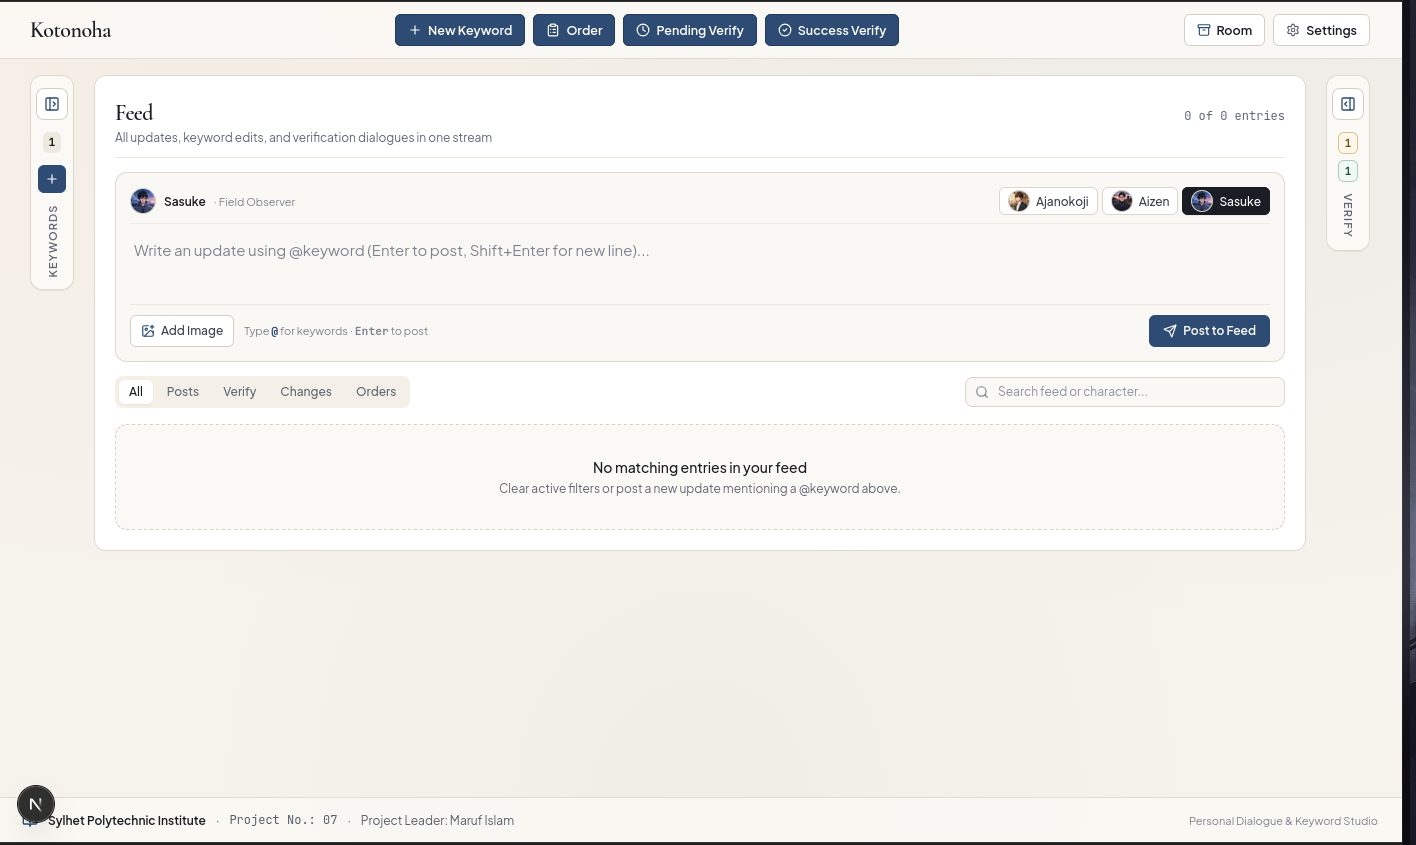 Kotonoha
New Keyword
Order
Pending Verify
Success Verify
Room
Settings
1
KEYWORDS
Feed
All updates, keyword edits, and verification dialogues in one stream
0 of 0 entries
Sasuke · Field Observer
Ajanokoji
Aizen
Sasuke
Write an update using @keyword (Enter to post, Shift+Enter for new line)...
Add Image
Type @ for keywords · Enter to post
Post to Feed
All
Posts
Verify
Changes
Orders
Search feed or character...
No matching entries in your feed
Clear active filters or post a new update mentioning a @keyword above.
1
1
VERIFY
N
Sylhet Polytechnic Institute · Project No.: 07 · Project Leader: Maruf Islam
Personal Dialogue & Keyword Studio